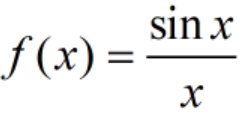 f(x) = sin x / x